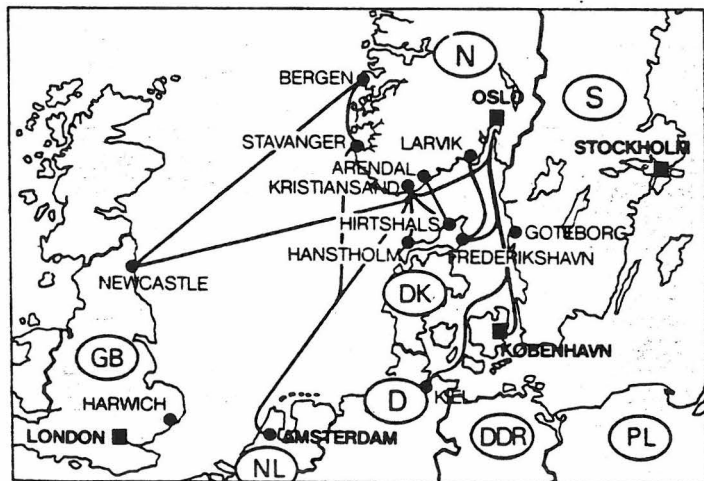 N
BERGEN
OSLO
S
STAVANGER
LARVIK
STOCKHOLM
ARENDAL
KRISTIANSAND
HIRTSHALS
GOTEBORG
HANSTHOLM
FREDERIKSHAVN
NEWCASTLE
DK
KØBENHAVN
GB
KIEL
D
HARWICH
LONDON
AMSTERDAM
DDR
PL
NL